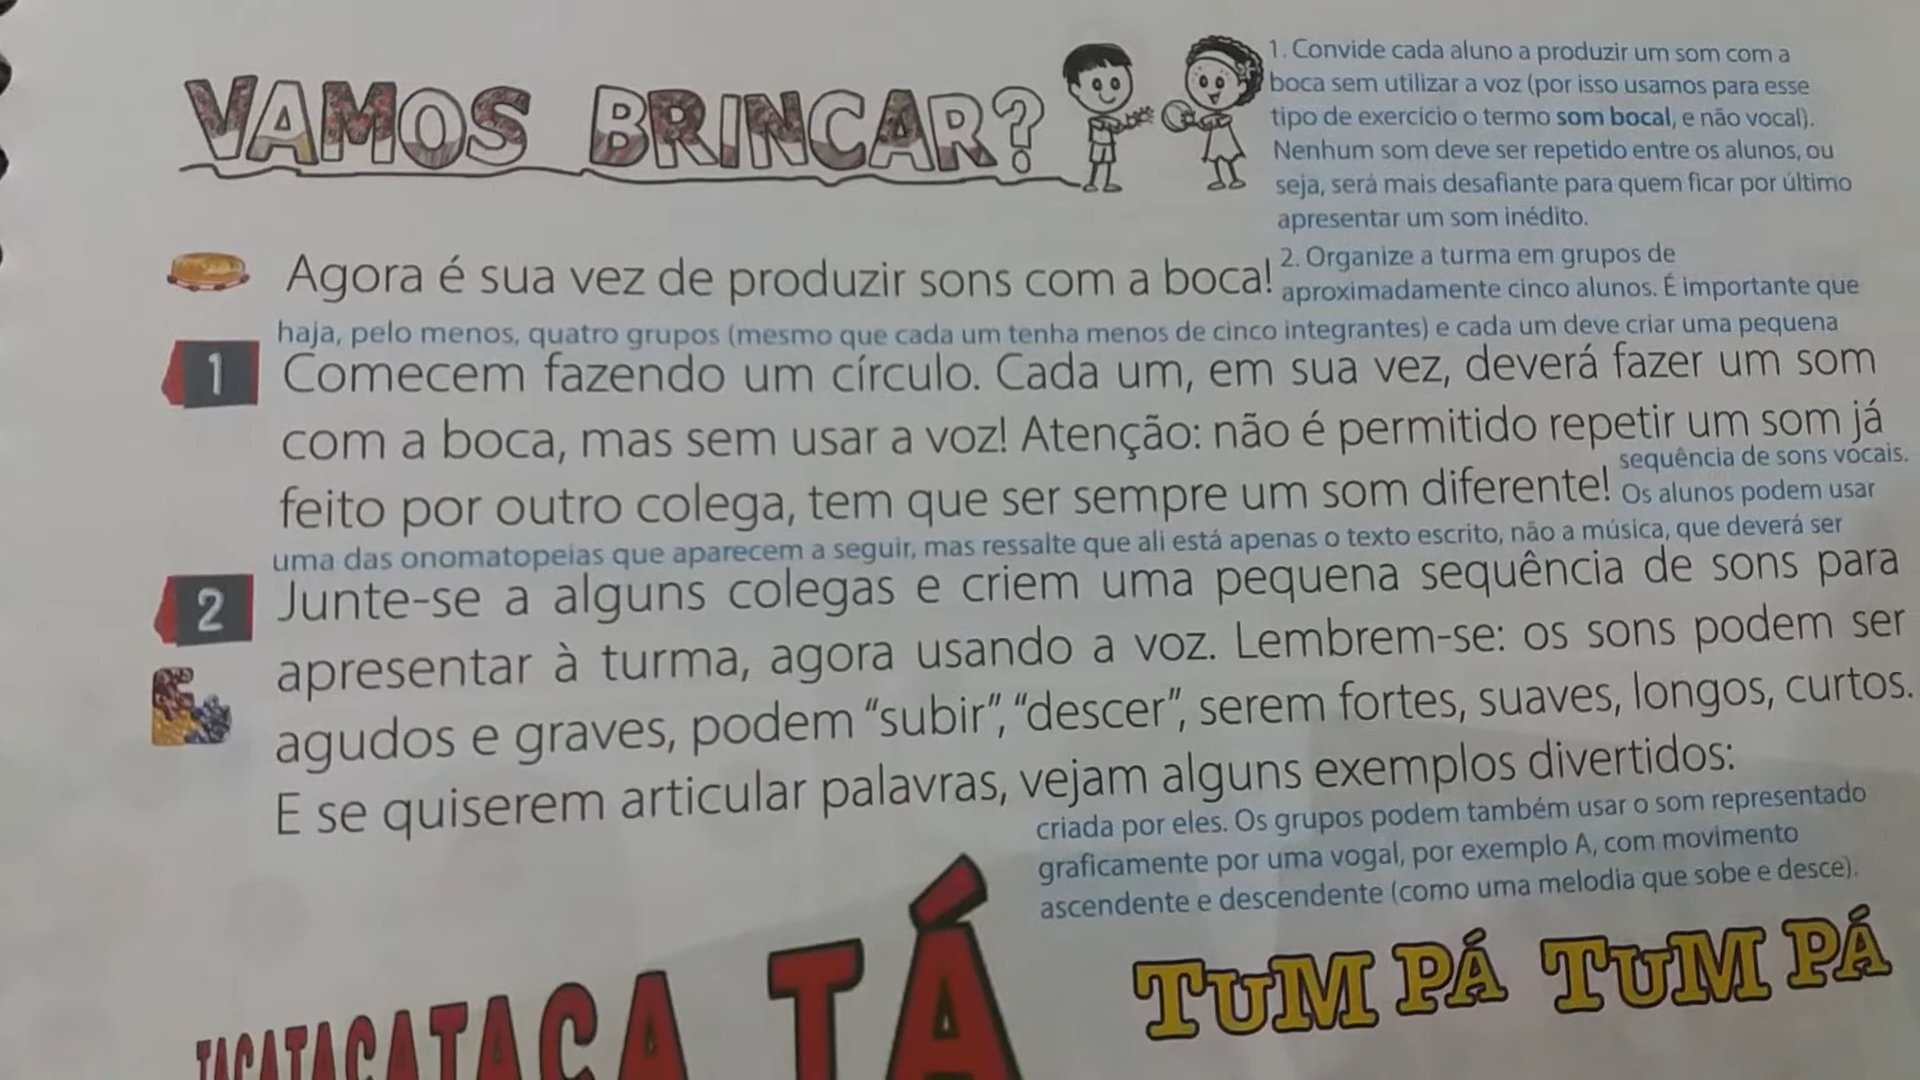 VAMOS BRINCAR?
1. Convide cada aluno a produzir um som com a
boca sem utilizar a voz (por isso usamos para esse
tipo de exercício o termo som bocal, e não vocal).
Nenhum som deve ser repetido entre os alunos, ou
seja, será mais desafiante para quem ficar por último
apresentar um som inédito.
Agora é sua vez de produzir sons com a boca!
2. Organize a turma em grupos de
aproximadamente cinco alunos. É importante que
haja, pelo menos, quatro grupos (mesmo que cada um tenha menos de cinco integrantes) e cada um deve criar uma pequena
1 Comecem fazendo um círculo. Cada um, em sua vez, deverá fazer um som
com a boca, mas sem usar a voz! Atenção: não é permitido repetir um som já
feito por outro colega, tem que ser sempre um som diferente!
sequência de sons vocais.
Os alunos podem usar
uma das onomatopeias que aparecem a seguir, mas ressalte que ali está apenas o texto escrito, não a música, que deverá ser
2 Junte-se a alguns colegas e criem uma pequena sequência de sons para
apresentar à turma, agora usando a voz. Lembrem-se: os sons podem ser
agudos e graves, podem “subir”, “descer”, serem fortes, suaves, longos, curtos.
E se quiserem articular palavras, vejam alguns exemplos divertidos:
criada por eles. Os grupos podem também usar o som representado
graficamente por uma vogal, por exemplo A, com movimento
ascendente e descendente (como uma melodia que sobe e desce).
TACATACATACA TÁ
TUM PÁ TUM PÁ